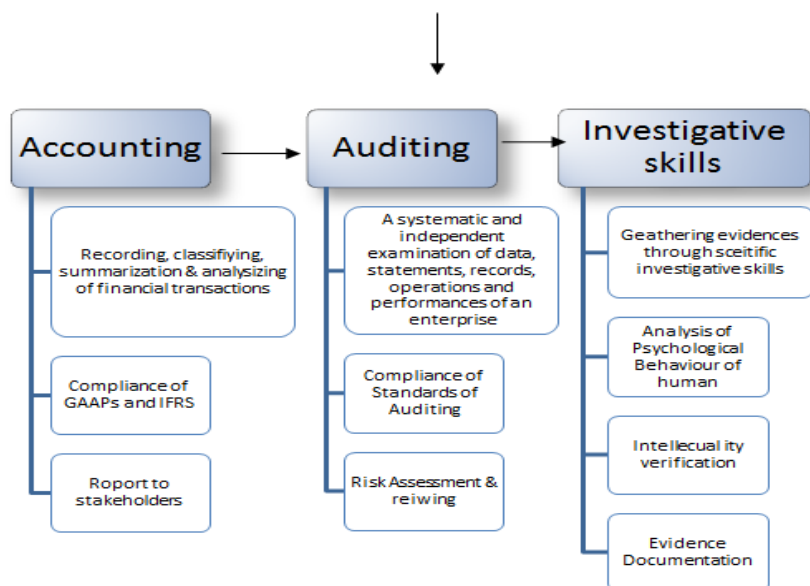 Accounting
Recording, classifiying,
summarization & analysizing
of financial transactions
Compliance of
GAAPs and IFRS
Roport to
stakeholders
Auditing
A systematic and
independent
examination of data,
statements, records,
operations and
performances of an
enterprise
Compliance of
Standards of
Auditing
Risk Assessment &
reiwing
Investigative
skills
Geathering evidences
through sceitific
investigative skills
Analysis of
Psychological
Behaviour of
human
Intellecuality
verification
Evidence
Documentation